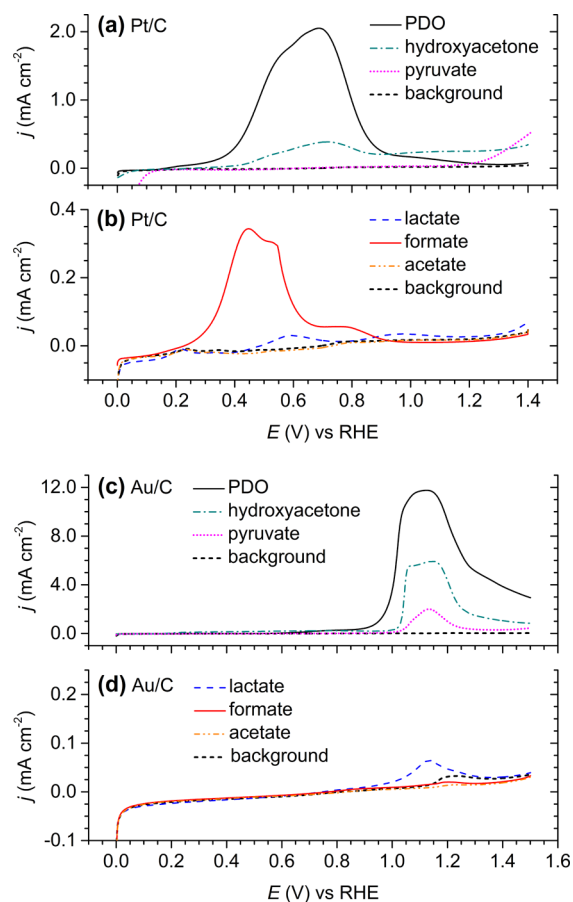 (a) Pt/C
PDO
hydroxyacetone
pyruvate
background
j (mA cm⁻²)
2.0
1.0
0.0
(b) Pt/C
lactate
formate
acetate
background
j (mA cm⁻²)
0.4
0.2
0.0
0.0 0.2 0.4 0.6 0.8 1.0 1.2 1.4
E (V) vs RHE
(c) Au/C
PDO
hydroxyacetone
pyruvate
background
j (mA cm⁻²)
12.0
8.0
4.0
0.0
(d) Au/C
lactate
formate
acetate
background
j (mA cm⁻²)
0.2
0.1
0.0
-0.1
0.0 0.2 0.4 0.6 0.8 1.0 1.2 1.4 1.6
E (V) vs RHE